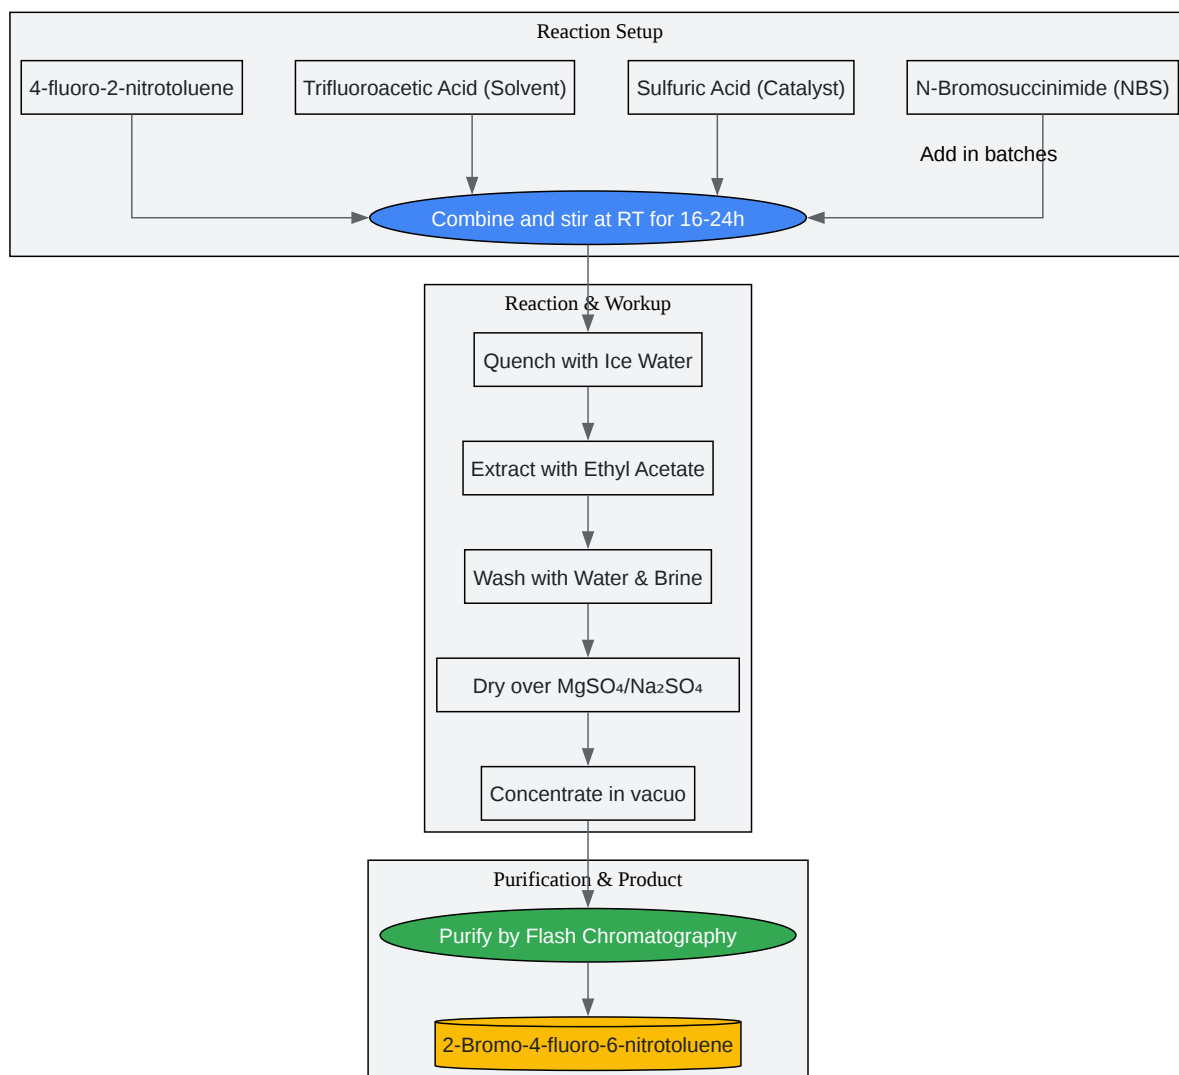 Reaction Setup
4-fluoro-2-nitrotoluene
Trifluoroacetic Acid (Solvent)
Sulfuric Acid (Catalyst)
N-Bromosuccinimide (NBS)
Add in batches
Combine and stir at RT for 16-24h
Reaction & Workup
Quench with Ice Water
Extract with Ethyl Acetate
Wash with Water & Brine
Dry over MgSO₄/Na₂SO₄
Concentrate in vacuo
Purification & Product
Purify by Flash Chromatography
2-Bromo-4-fluoro-6-nitrotoluene